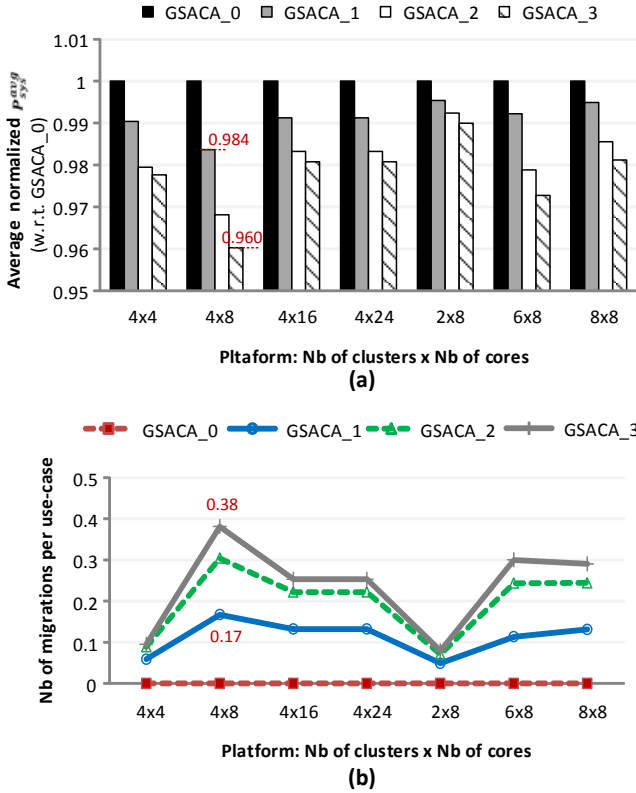 GSACA_0 GSACA_1 GSACA_2 GSACA_3
Average normalized P_sys^avg
(w.r.t. GSACA_0)
1.01
1
0.99
0.98
0.97
0.96
0.95
0.984
0.960
4x4 4x8 4x16 4x24 2x8 6x8 8x8
Pltaform: Nb of clusters x Nb of cores
(a)
GSACA_0 GSACA_1 GSACA_2 GSACA_3
Nb of migrations per use-case
0.5
0.4
0.3
0.2
0.1
0
0.38
0.17
4x4 4x8 4x16 4x24 2x8 6x8 8x8
Platform: Nb of clusters x Nb of cores
(b)